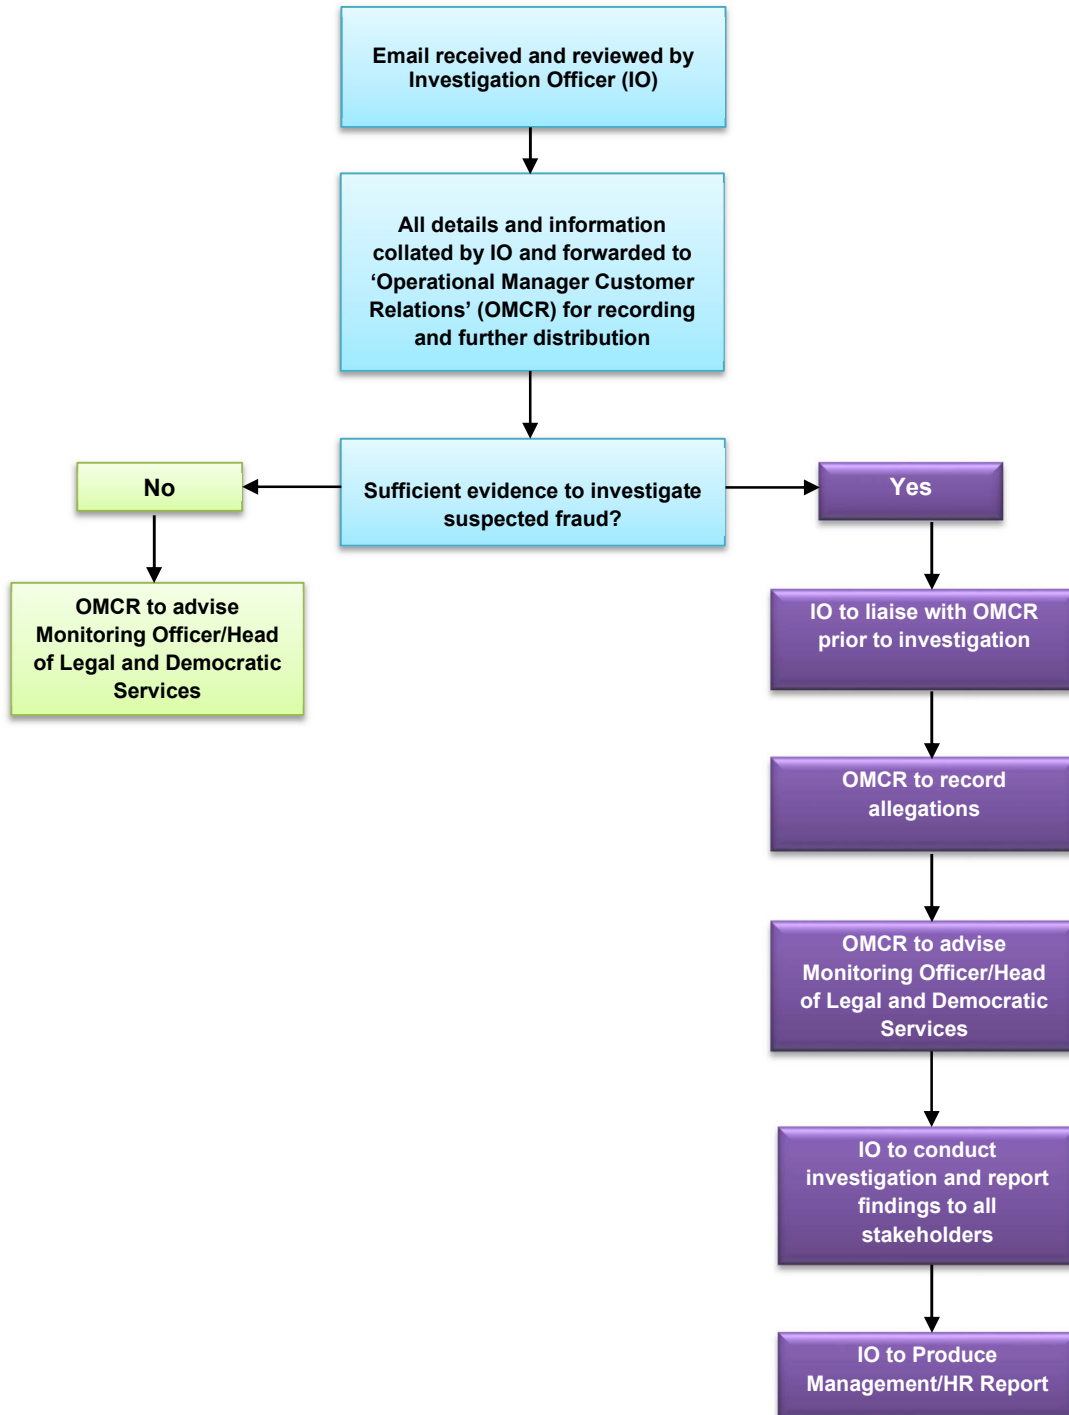 Email received and reviewed by
Investigation Officer (IO)
All details and information
collated by IO and forwarded to
‘Operational Manager Customer
Relations’ (OMCR) for recording
and further distribution
Sufficient evidence to investigate
suspected fraud?
No
OMCR to advise
Monitoring Officer/Head
of Legal and Democratic
Services
Yes
IO to liaise with OMCR
prior to investigation
OMCR to record
allegations
OMCR to advise
Monitoring Officer/Head
of Legal and Democratic
Services
IO to conduct
investigation and report
findings to all
stakeholders
IO to Produce
Management/HR Report